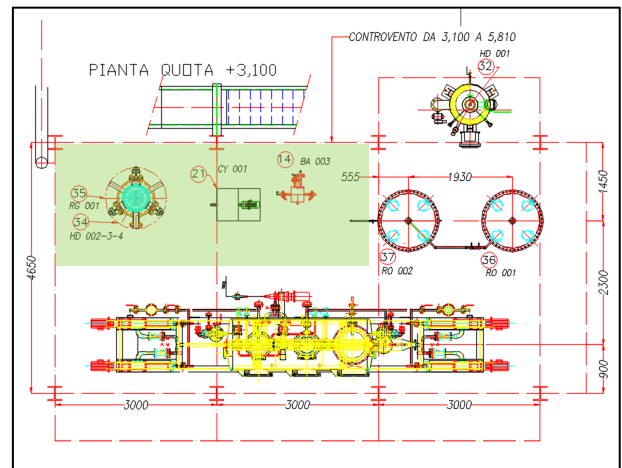 CONTROVENTO DA 3,100 A 5,810
HD 001
32
PIANTA QUOTA +3,100
14 BA 003
21 CY 001
35
RG 001
34
HD 002-3-4
555
1930
1450
37
RO 002
36
RO 001
4650
2300
900
3000
3000
3000